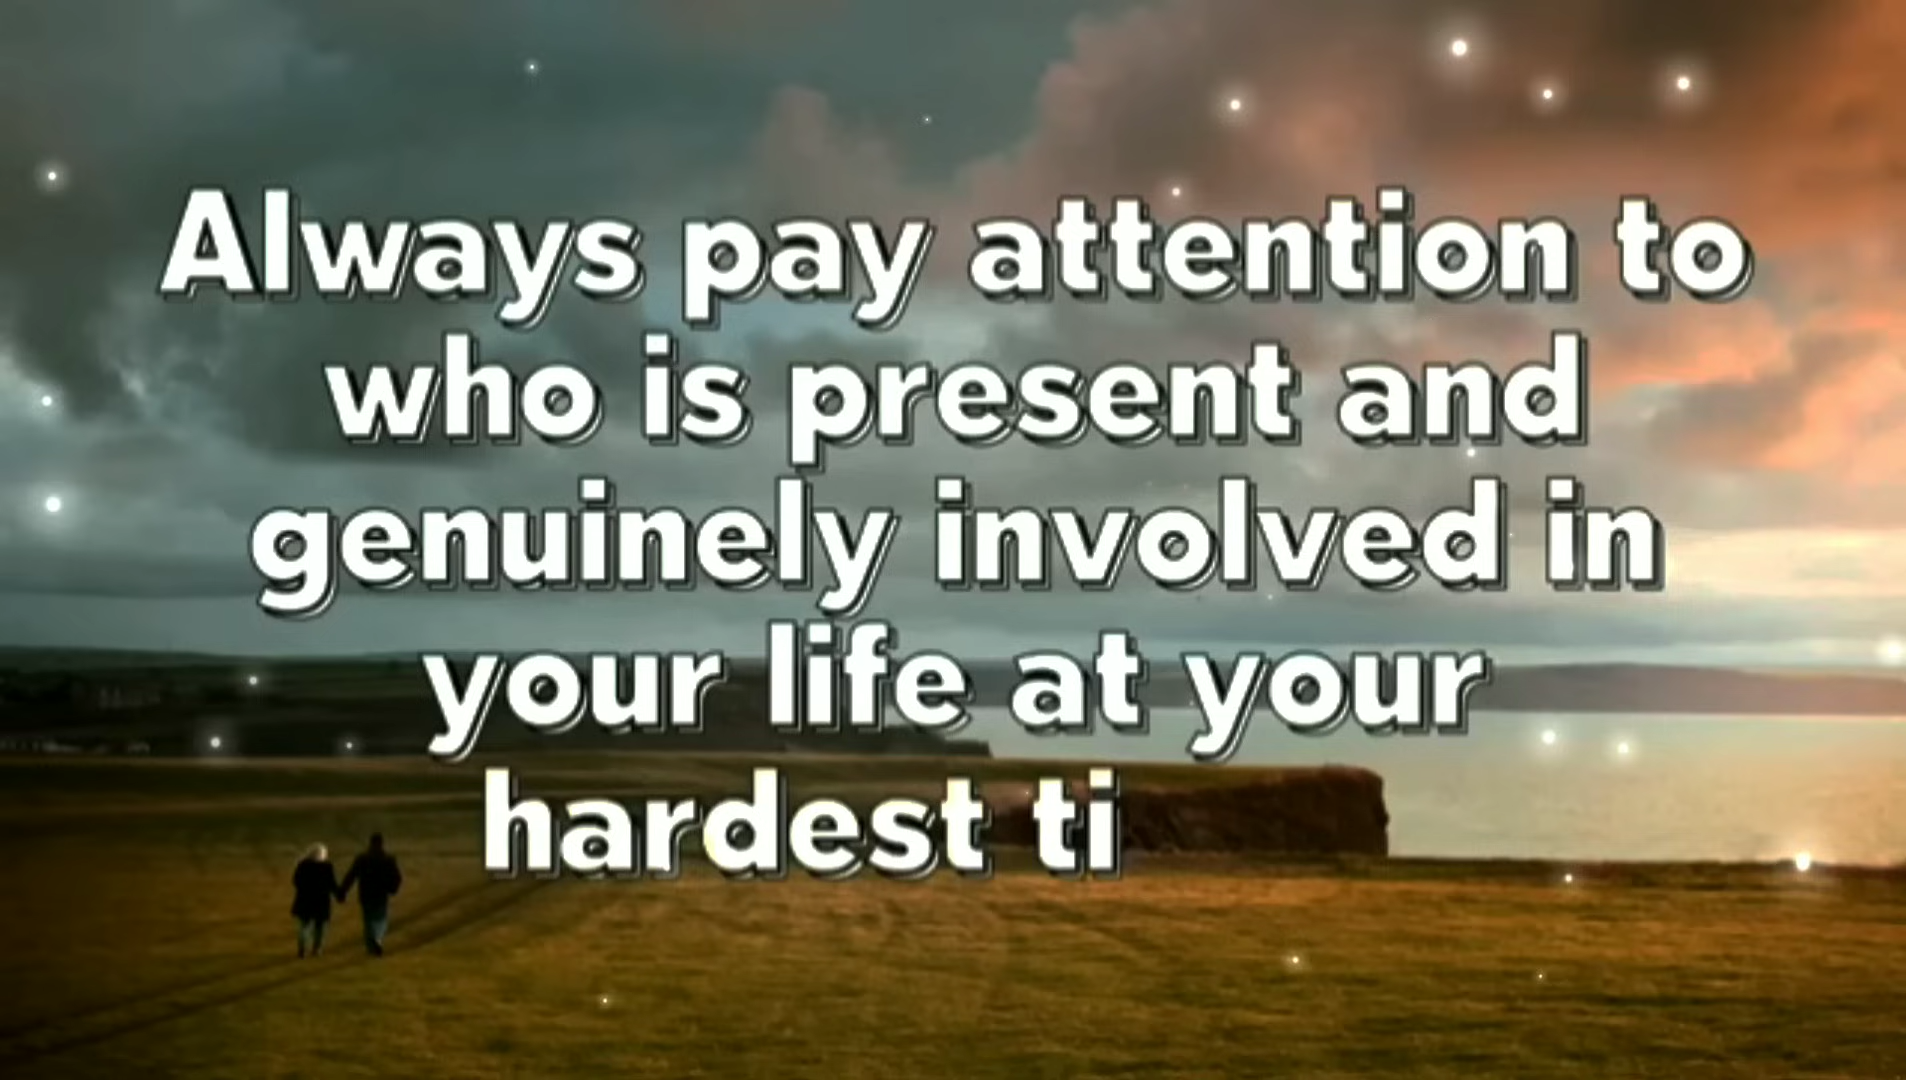 Always pay attention to
who is present and
genuinely involved in
your life at your
hardest ti